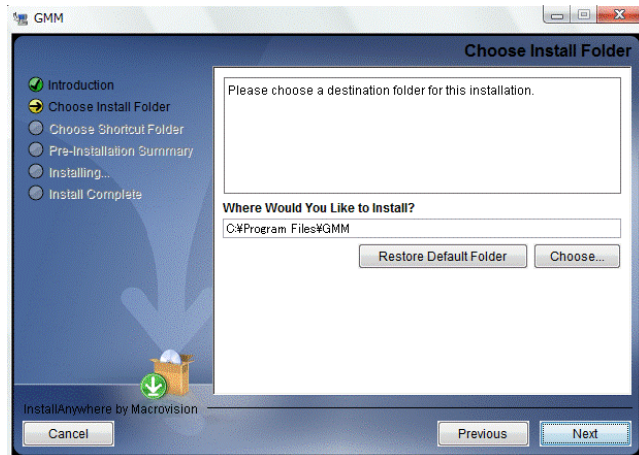 GMM
Choose Install Folder
Introduction
Choose Install Folder
Choose Shortcut Folder
Pre-Installation Summary
Installing...
Install Complete
Please choose a destination folder for this installation.
Where Would You Like to Install?
C:¥Program Files¥GMM
Restore Default Folder
Choose...
InstallAnywhere by Macrovision
Cancel
Previous
Next